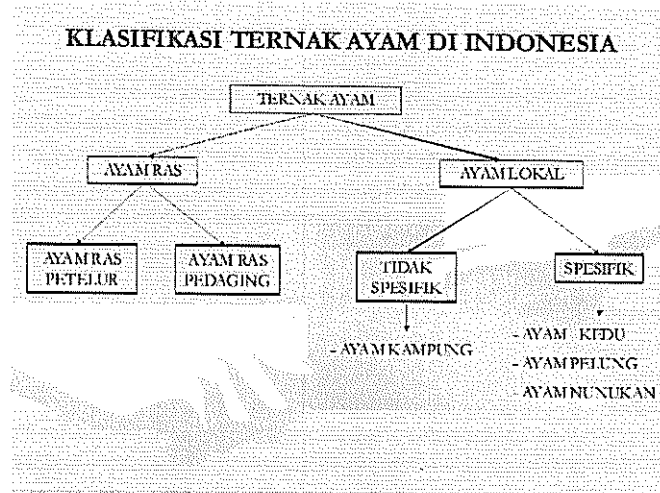 KLASIFIKASI TERNAK AYAM DI INDONESIA
TERNAK AYAM
AYAM RAS
AYAM LOKAL
AYAM RAS
PETELUR
AYAM RAS
PEDAGING
TIDAK
SPESIFIK
SPESIFIK
- AYAM KAMPUNG
- AYAM KEDU
- AYAM PELUNG
- AYAM NUNUKAN